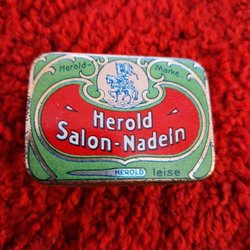 Herold- Marke.
Herold
Salon-Nadeln
HEROLD leise